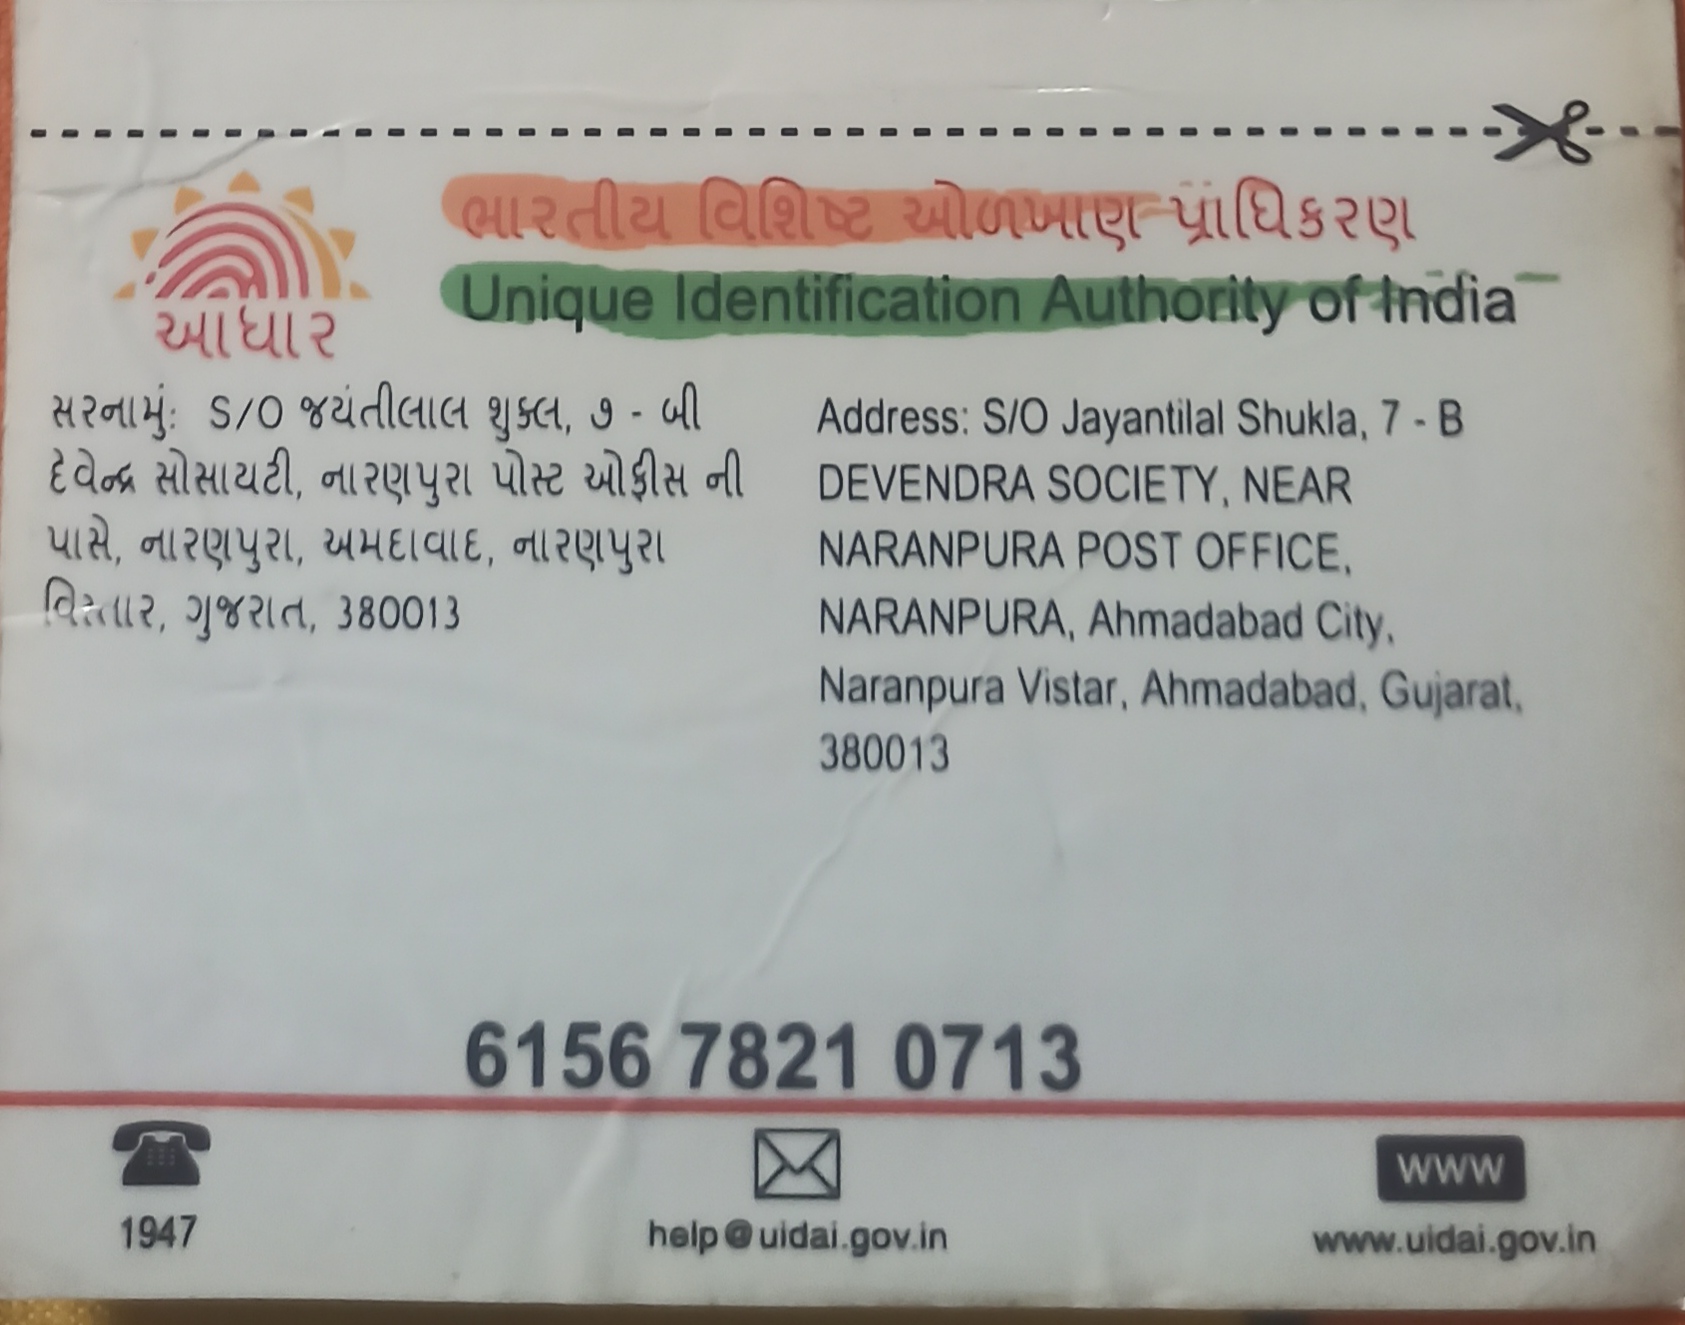 ભારતીય વિશિષ્ટ ઓળખાણ પ્રાધિકરણ
Unique Identification Authority of India
આધાર
સરનામું: S/O જયંતીલાલ શુક્લ, ૭ - બી
દેવેન્દ્ર સોસાયટી, નારણપુરા પોસ્ટ ઓફીસ ની
પાસે, નારણપુરા, અમદાવાદ, નારણપુરા
વિસ્તાર, ગુજરાત, 380013
Address: S/O Jayantilal Shukla, 7 - B
DEVENDRA SOCIETY, NEAR
NARANPURA POST OFFICE,
NARANPURA, Ahmadabad City,
Naranpura Vistar, Ahmadabad, Gujarat,
380013
6156 7821 0713
1947
help@uidai.gov.in
www
www.uidai.gov.in